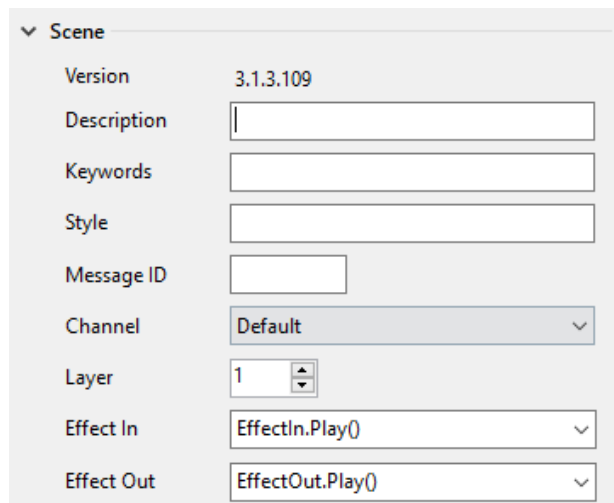 Scene
Version 3.1.3.109
Description
Keywords
Style
Message ID
Channel Default
Layer 1
Effect In EffectIn.Play()
Effect Out EffectOut.Play()